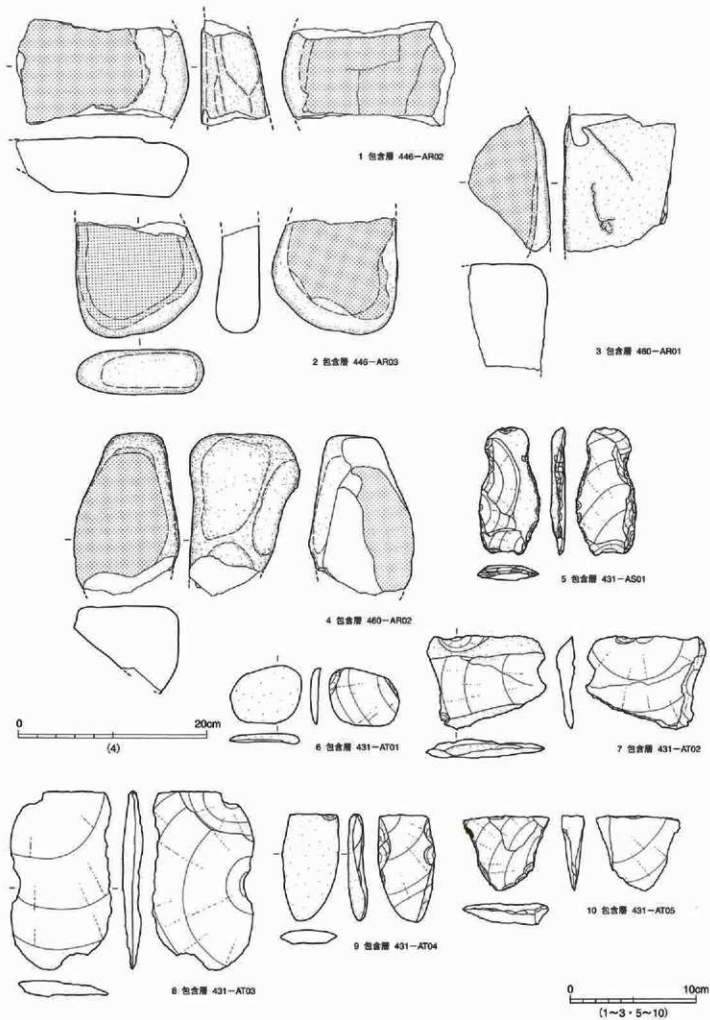 1 包含層 446-AR02
2 包含層 446-AR03
3 包含層 460-AR01
4 包含層 460-AR02
5 包含層 431-AS01
0 20cm
(4)
6 包含層 431-AT01
7 包含層 431-AT02
8 包含層 431-AT03
9 包含層 431-AT04
10 包含層 431-AT05
0 10cm
(1~3・5~10)